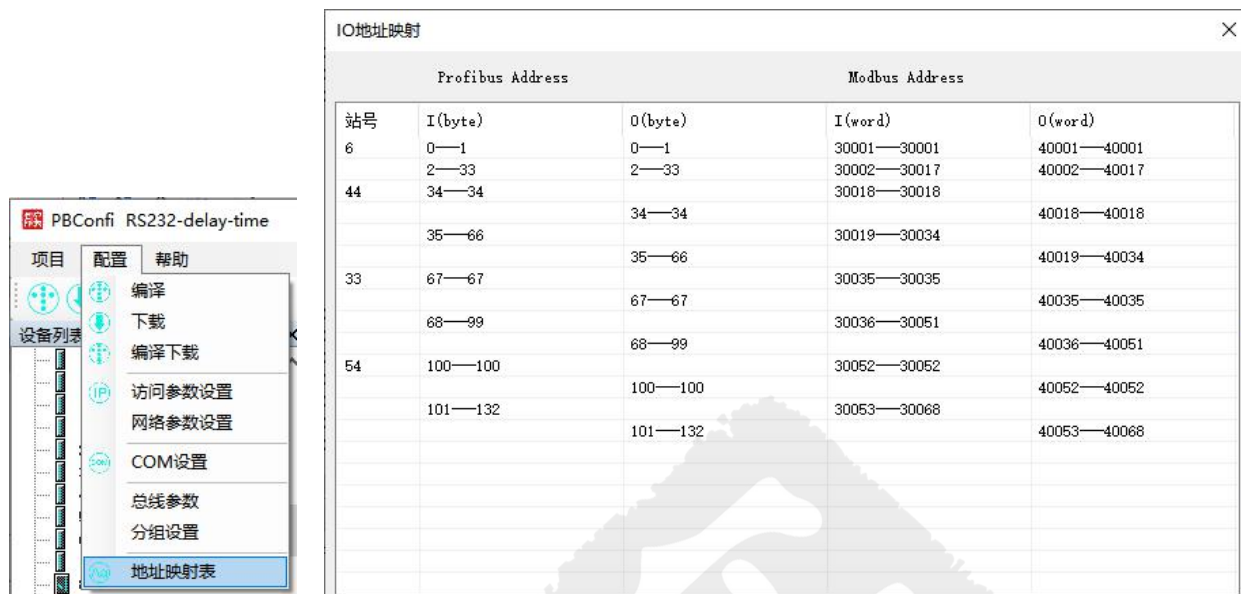 PBConfi RS232-delay-time
项目 配置 帮助
编译
下载
设备列表
编译下载
访问参数设置
网络参数设置
COM设置
总线参数
分组设置
地址映射表
IO地址映射
Profibus Address Modbus Address
站号 I(byte) O(byte) I(word) O(word)
6 0——1 0——1 30001——30001 40001——40001
2——33 2——33 30002——30017 40002——40017
44 34——34 30018——30018
34——34 40018——40018
35——66 30019——30034
35——66 40019——40034
33 67——67 30035——30035
67——67 40035——40035
68——99 30036——30051
68——99 40036——40051
54 100——100 30052——30052
100——100 40052——40052
101——132 30053——30068
101——132 40053——40068